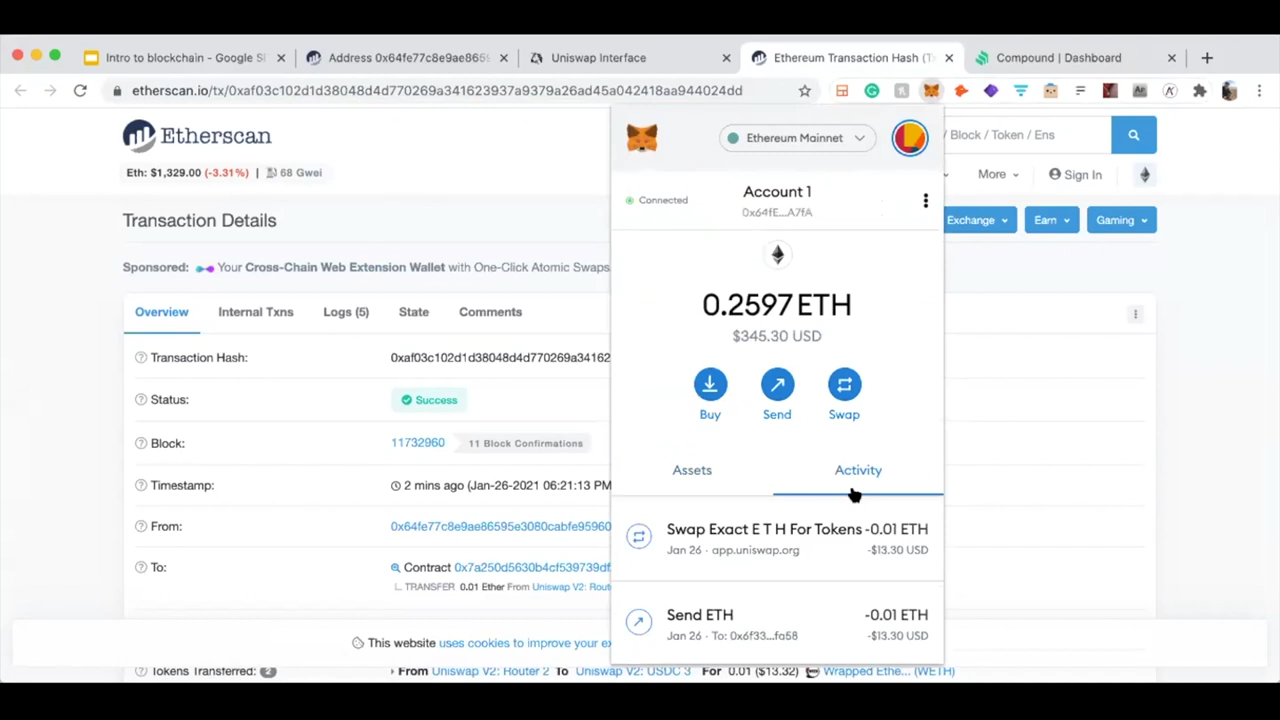 Intro to blockchain - Google Sl
Address 0x64fe77c8e9ae8659
Uniswap Interface
Ethereum Transaction Hash (T
Compound | Dashboard
etherscan.io/tx/0xaf03c102d1d38048d4d770269a341623937a9379a26ad45a042418aa944024dd
Etherscan
/ Block / Token / Ens
Eth: $1,329.00 (-3.31%) | 68 Gwei
More
Sign In
Transaction Details
Exchange
Earn
Gaming
Sponsored: Your Cross-Chain Web Extension Wallet with One-Click Atomic Swaps
Overview
Internal Txns
Logs (5)
State
Comments
Transaction Hash:
0xaf03c102d1d38048d4d770269a34162
Status:
Success
Block:
11732960
11 Block Confirmations
Timestamp:
2 mins ago (Jan-26-2021 06:21:13 PM
From:
0x64fe77c8e9ae86595e3080cabfe95960
To:
Contract 0x7a250d5630b4cf539739df
TRANSFER 0.01 Ether From Uniswap V2: Rout
This website uses cookies to improve your ex
Tokens Transferred: 2
From Uniswap V2: Router 2 To Uniswap V2: USDC 3 For 0.01 ($13.32) Wrapped Ethe... (WETH)
Ethereum Mainnet
Connected
Account 1
0x64fE...A7fA
0.2597 ETH
$345.30 USD
Buy
Send
Swap
Assets
Activity
Swap Exact E T H For Tokens -0.01 ETH
Jan 26 · app.uniswap.org -$13.30 USD
Send ETH -0.01 ETH
Jan 26 · To: 0x6f33...fa58 -$13.30 USD